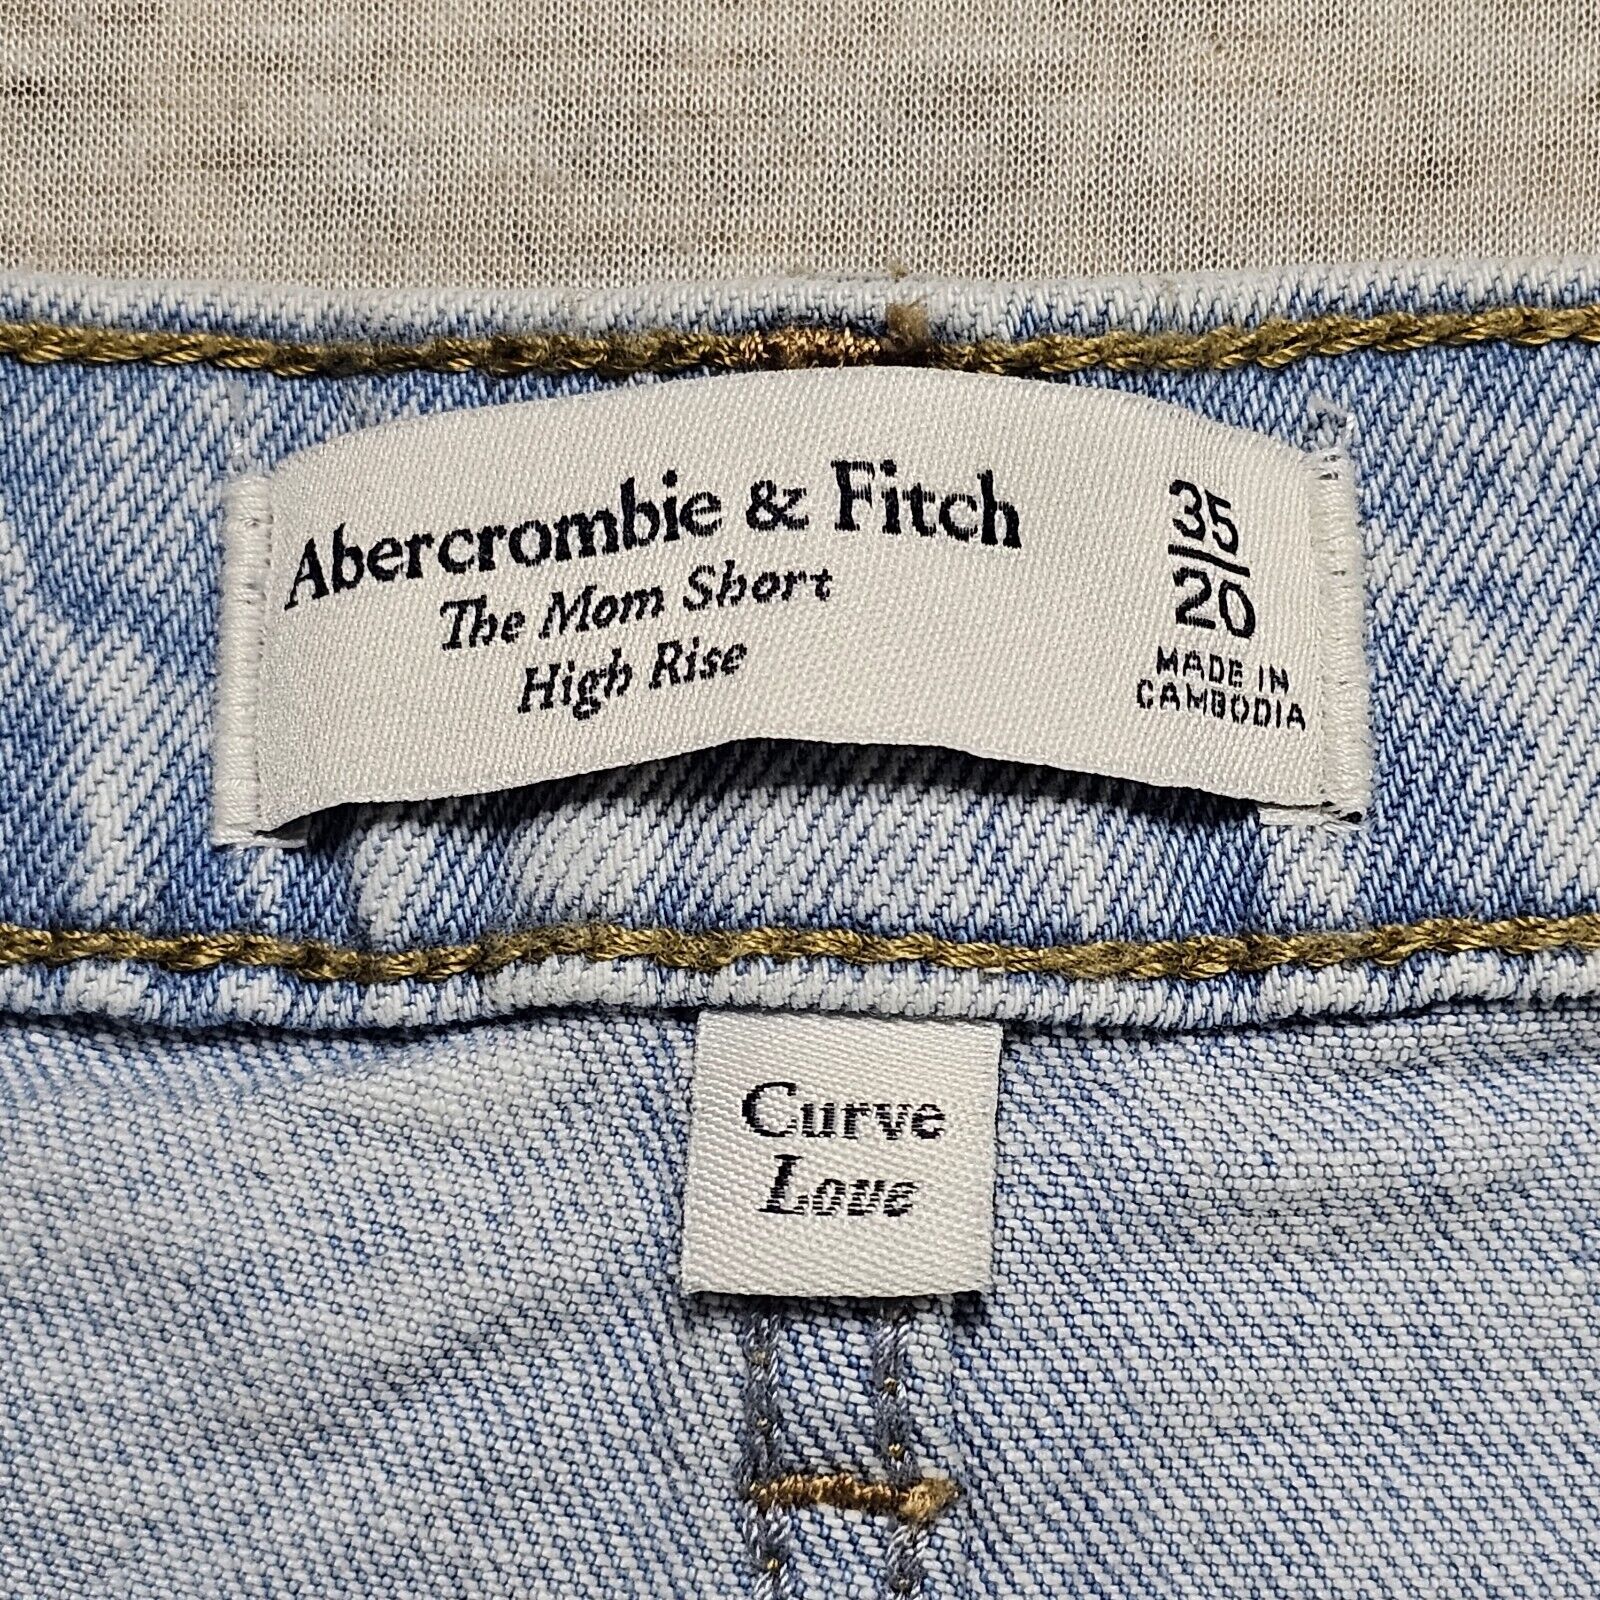 Abercrombie & Fitch
The Mom Short
High Rise
35
20
MADE IN
CAMBODIA
Curve
Love